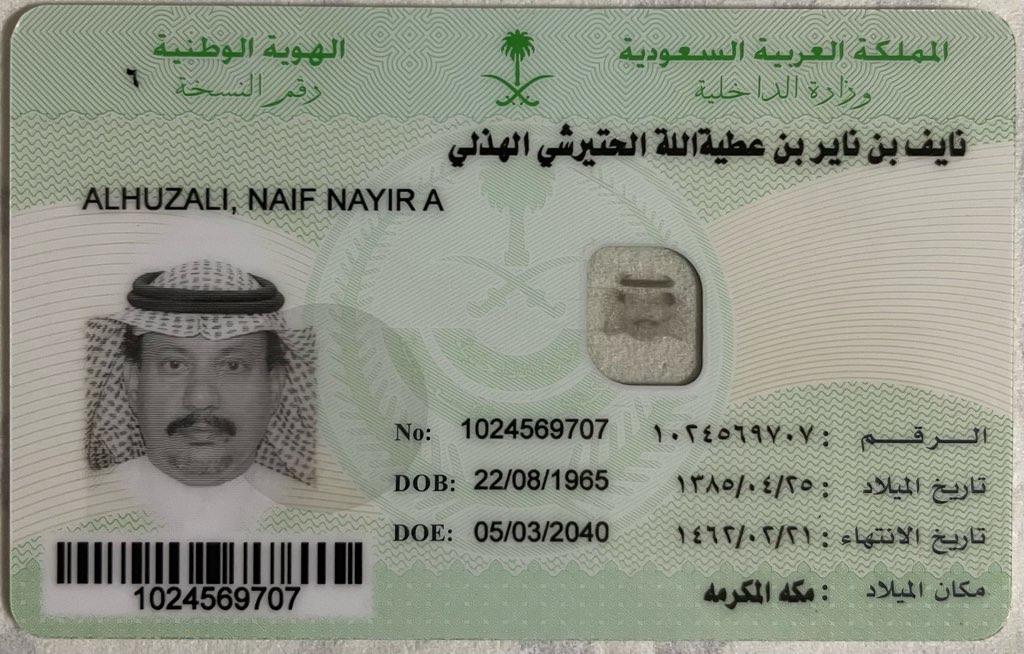 المملكة العربية السعودية
الهوية الوطنية
وزارة الداخلية
رقم النسخة ٦
نايف بن ناير بن عطيةاللة الحتيرشي الهذلي
ALHUZALI, NAIF NAYIR A
No: 1024569707
الـــرقـــم : ١٠٢٤٥٦٩٧٠٧
DOB: 22/08/1965
تاريخ الميلاد : ١٣٨٥/٠٤/٢٥
DOE: 05/03/2040
تاريخ الانتهاء : ١٤٦٢/٠٢/٢١
مكان الميلاد : مكه المكرمه
1024569707